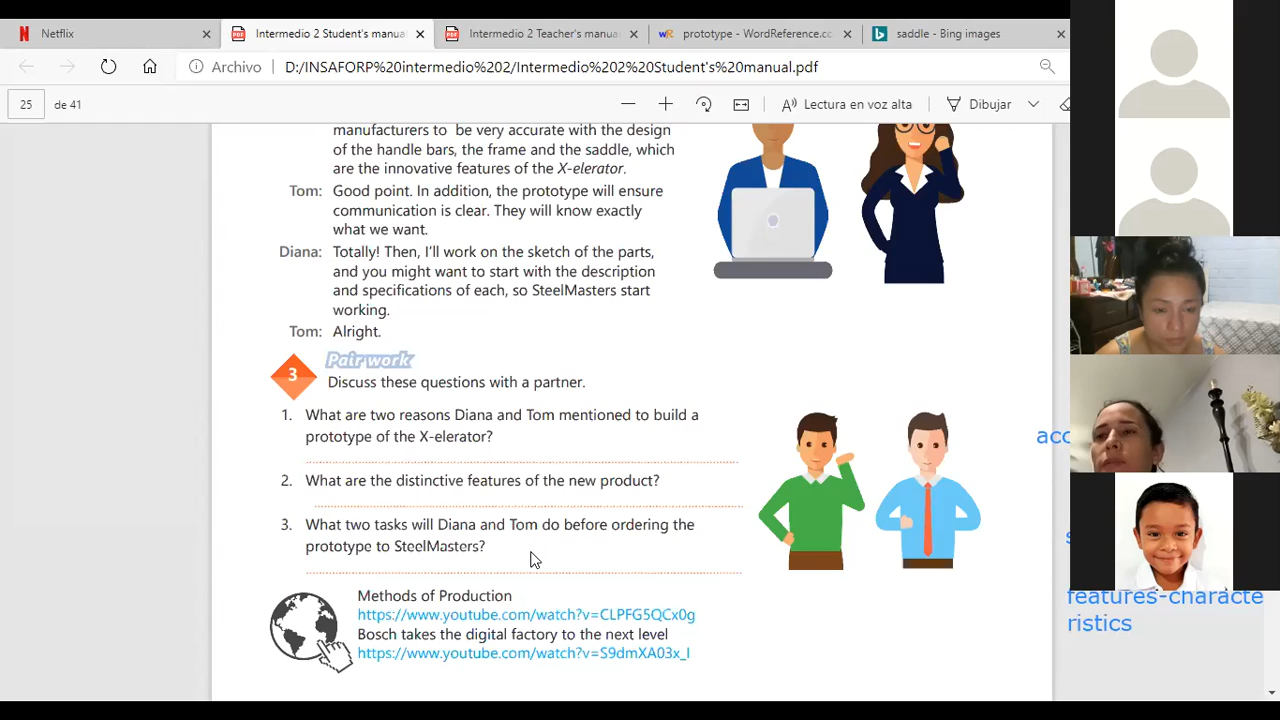 Netflix
Intermedio 2 Student's manua
Intermedio 2 Teacher's manua
prototype - WordReference.cc
saddle - Bing images
Archivo
D:/INSAFORP%20intermedio%202/Intermedio%202%20Student's%20manual.pdf
25 de 41
Lectura en voz alta
Dibujar
manufacturers to be very accurate with the design
of the handle bars, the frame and the saddle, which
are the innovative features of the X-elerator.
Tom: Good point. In addition, the prototype will ensure
communication is clear. They will know exactly
what we want.
Diana: Totally! Then, I'll work on the sketch of the parts,
and you might want to start with the description
and specifications of each, so SteelMasters start
working.
Tom: Alright.
3 Pair work
Discuss these questions with a partner.
1. What are two reasons Diana and Tom mentioned to build a
prototype of the X-elerator?
2. What are the distinctive features of the new product?
3. What two tasks will Diana and Tom do before ordering the
prototype to SteelMasters?
Methods of Production
https://www.youtube.com/watch?v=CLPFG5QCx0g
Bosch takes the digital factory to the next level
https://www.youtube.com/watch?v=S9dmXA03x_I
acc
features-characte
ristics